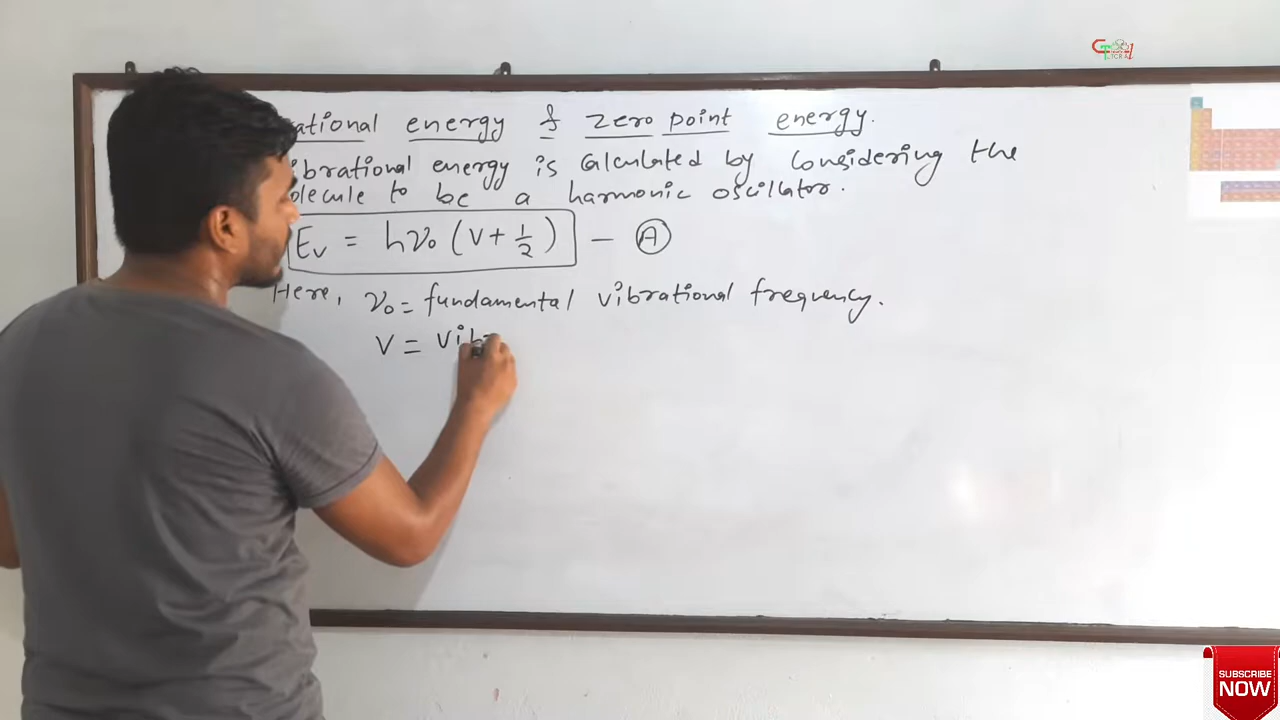 ational energy & zero point energy.
ibrational energy is calculated by considering the
olecule to be a harmonic oscillator.
Eᵥ = hν₀ (v + 1/2) — Ⓐ
Here, ν₀ = fundamental vibrational frequency.
v = vib
SUBSCRIBE
NOW